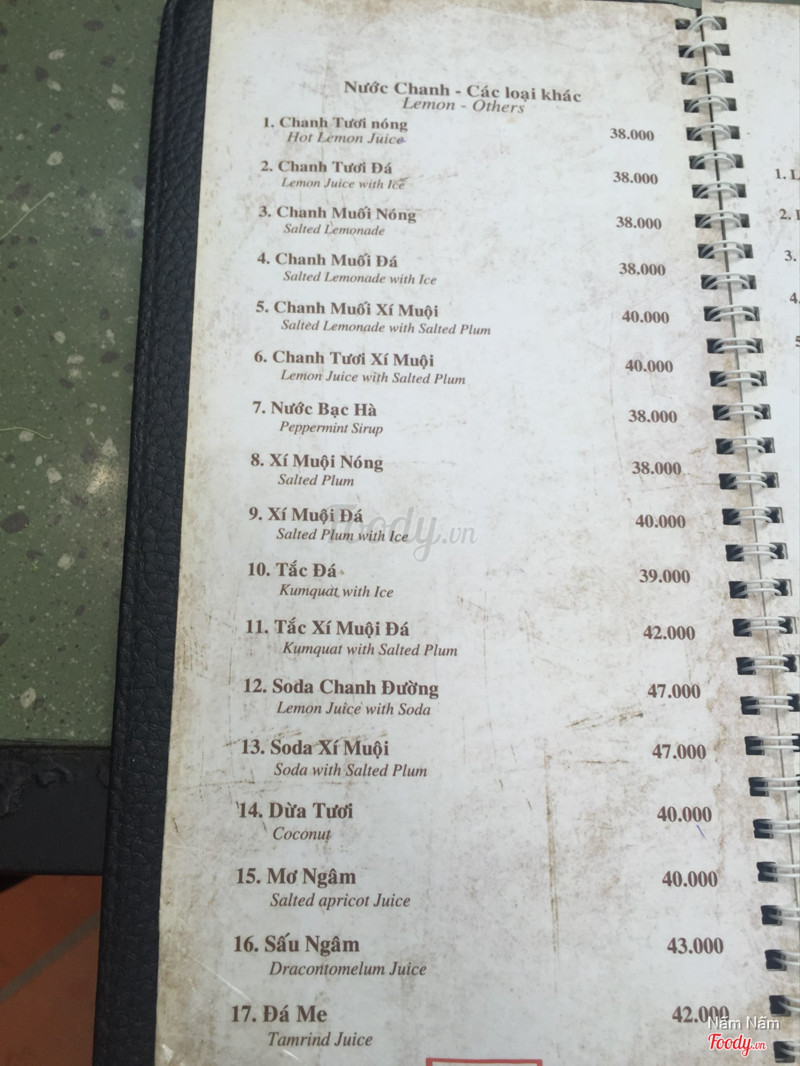 Nước Chanh - Các loại khác
Lemon - Others
1. Chanh Tươi nóng 38.000
Hot Lemon Juice
2. Chanh Tươi Đá 38.000
Lemon Juice with Ice
3. Chanh Muối Nóng 38.000
Salted Lemonade
4. Chanh Muối Đá 38.000
Salted Lemonade with Ice
5. Chanh Muối Xí Muội 40.000
Salted Lemonade with Salted Plum
6. Chanh Tươi Xí Muội 40.000
Lemon Juice with Salted Plum
7. Nước Bạc Hà 38.000
Peppermint Sirup
8. Xí Muội Nóng 38.000
Salted Plum
9. Xí Muội Đá 40.000
Salted Plum with Ice
Foody.vn
10. Tắc Đá 39.000
Kumquat with Ice
11. Tắc Xí Muội Đá 42.000
Kumquat with Salted Plum
12. Soda Chanh Đường 47.000
Lemon Juice with Soda
13. Soda Xí Muội 47.000
Soda with Salted Plum
14. Dừa Tươi 40.000
Coconut
15. Mơ Ngâm 40.000
Salted apricot Juice
16. Sấu Ngâm 43.000
Dracontomelum Juice
17. Đá Me 42.000
Tamrind Juice
1.
2.
3.
4.
5
Nấm Nấm
Foody.vn